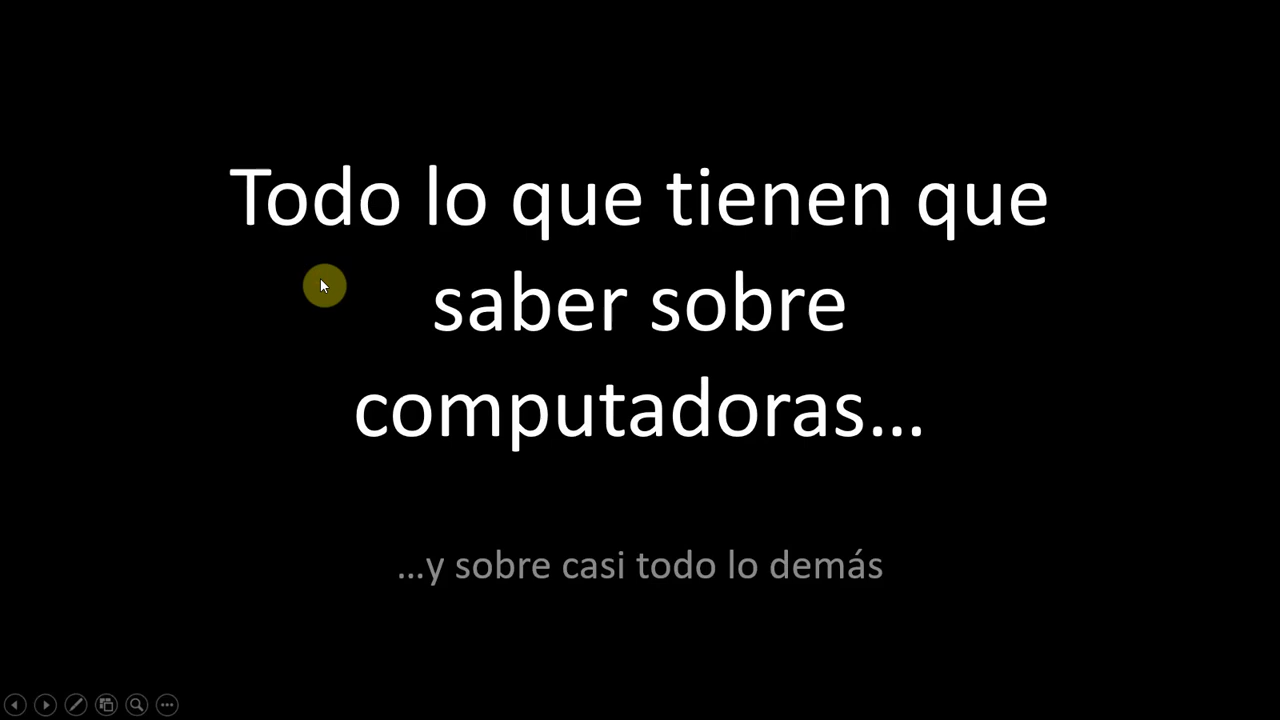 Todo lo que tienen que
saber sobre
computadoras...
...y sobre casi todo lo demás